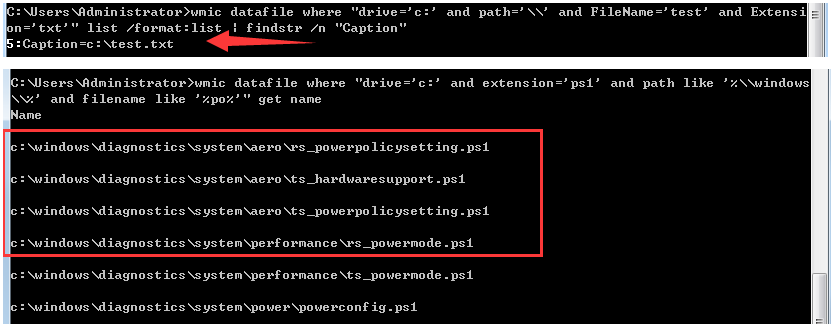 C:\Users\Administrator>wmic datafile where "drive='c:' and path='\\' and FileName='test' and Extensi
on='txt'" list /format:list | findstr /n "Caption"
5:Caption=c:\test.txt
C:\Users\Administrator>wmic datafile where "drive='c:' and extension='ps1' and path like '%\\windows
\\%' and filename like '%po%'" get name
Name
c:\windows\diagnostics\system\aero\rs_powerpolicysetting.ps1
c:\windows\diagnostics\system\aero\ts_hardwaresupport.ps1
c:\windows\diagnostics\system\aero\ts_powerpolicysetting.ps1
c:\windows\diagnostics\system\performance\rs_powermode.ps1
c:\windows\diagnostics\system\performance\ts_powermode.ps1
c:\windows\diagnostics\system\power\powerconfig.ps1